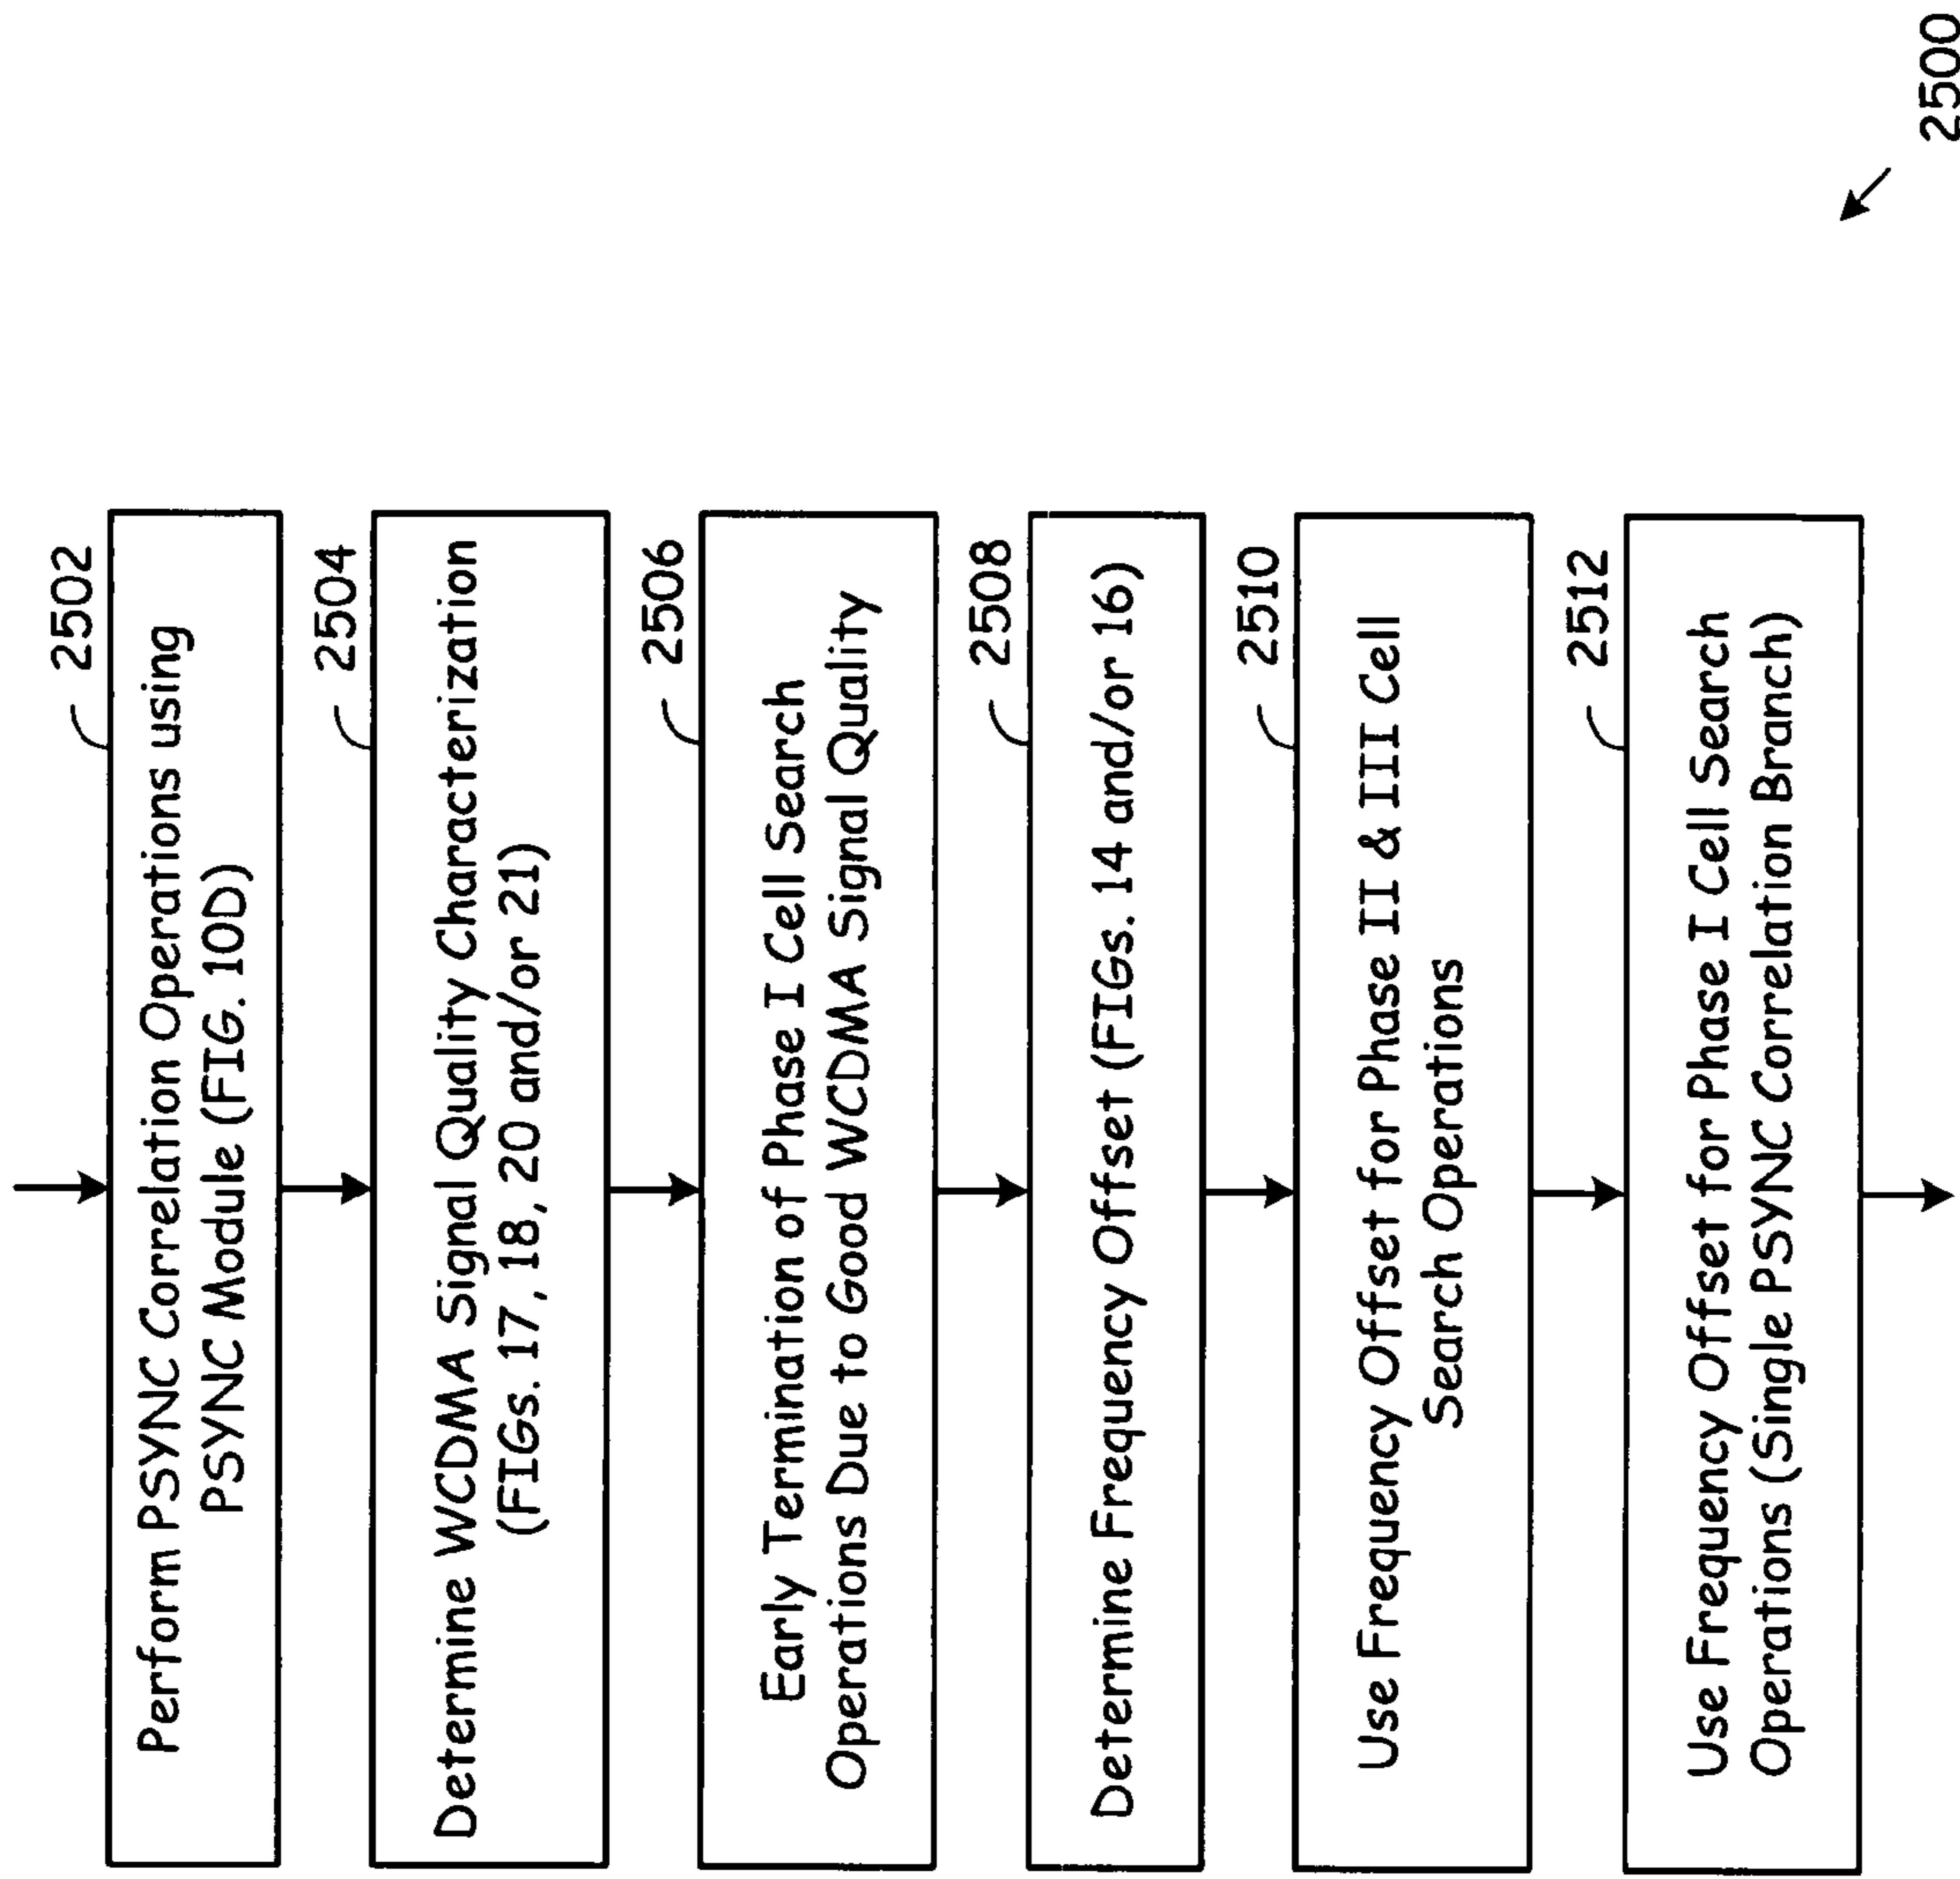 2502
Perform PSYNC Correlation Operations using
PSYNC Module (FIG. 10D)
2504
Determine WCDMA Signal Quality Characterization
(FIGs. 17, 18, 20 and/or 21)
2506
Early Termination of Phase I Cell Search
Operations Due to Good WCDMA Signal Quality
2508
Determine Frequency Offset (FIGs. 14 and/or 16)
2510
Use Frequency Offset for Phase II & III Cell
Search Operations
2512
Use Frequency Offset for Phase I Cell Search
Operations (Single PSYNC Correlation Branch)
2500